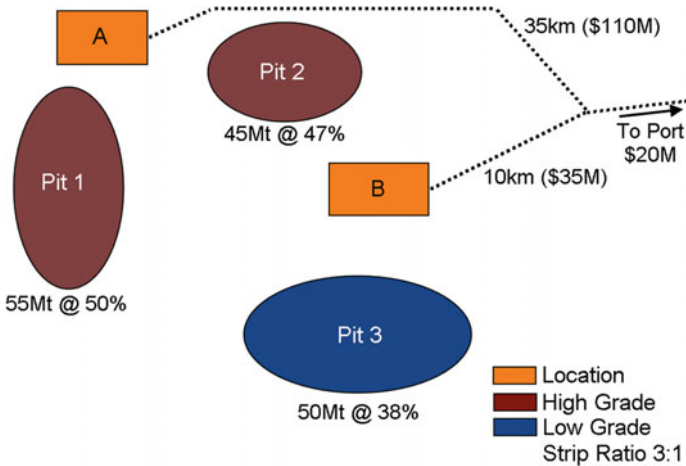 A
35km ($110M)
Pit 2
To Port
$20M
45Mt @ 47%
Pit 1
B
10km ($35M)
55Mt @ 50%
Pit 3
50Mt @ 38%
Location
High Grade
Low Grade
Strip Ratio 3:1